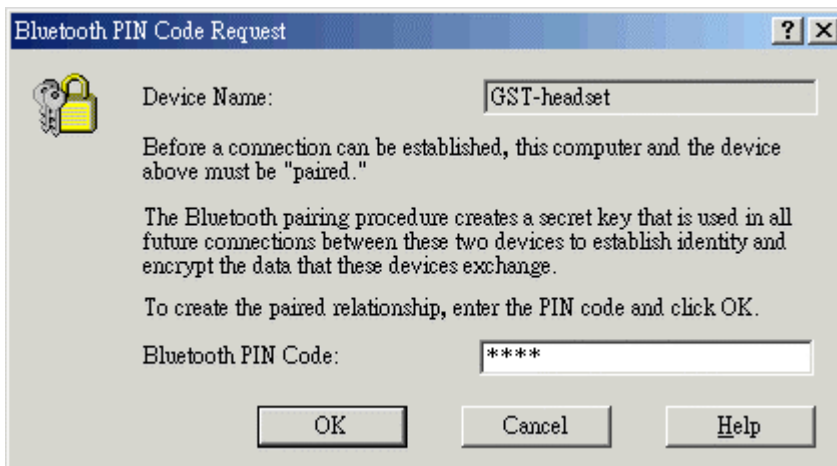 Bluetooth PIN Code Request
Device Name: GST-headset
Before a connection can be established, this computer and the device
above must be "paired."
The Bluetooth pairing procedure creates a secret key that is used in all
future connections between these two devices to establish identity and
encrypt the data that these devices exchange.
To create the paired relationship, enter the PIN code and click OK.
Bluetooth PIN Code: ****
OK Cancel Help